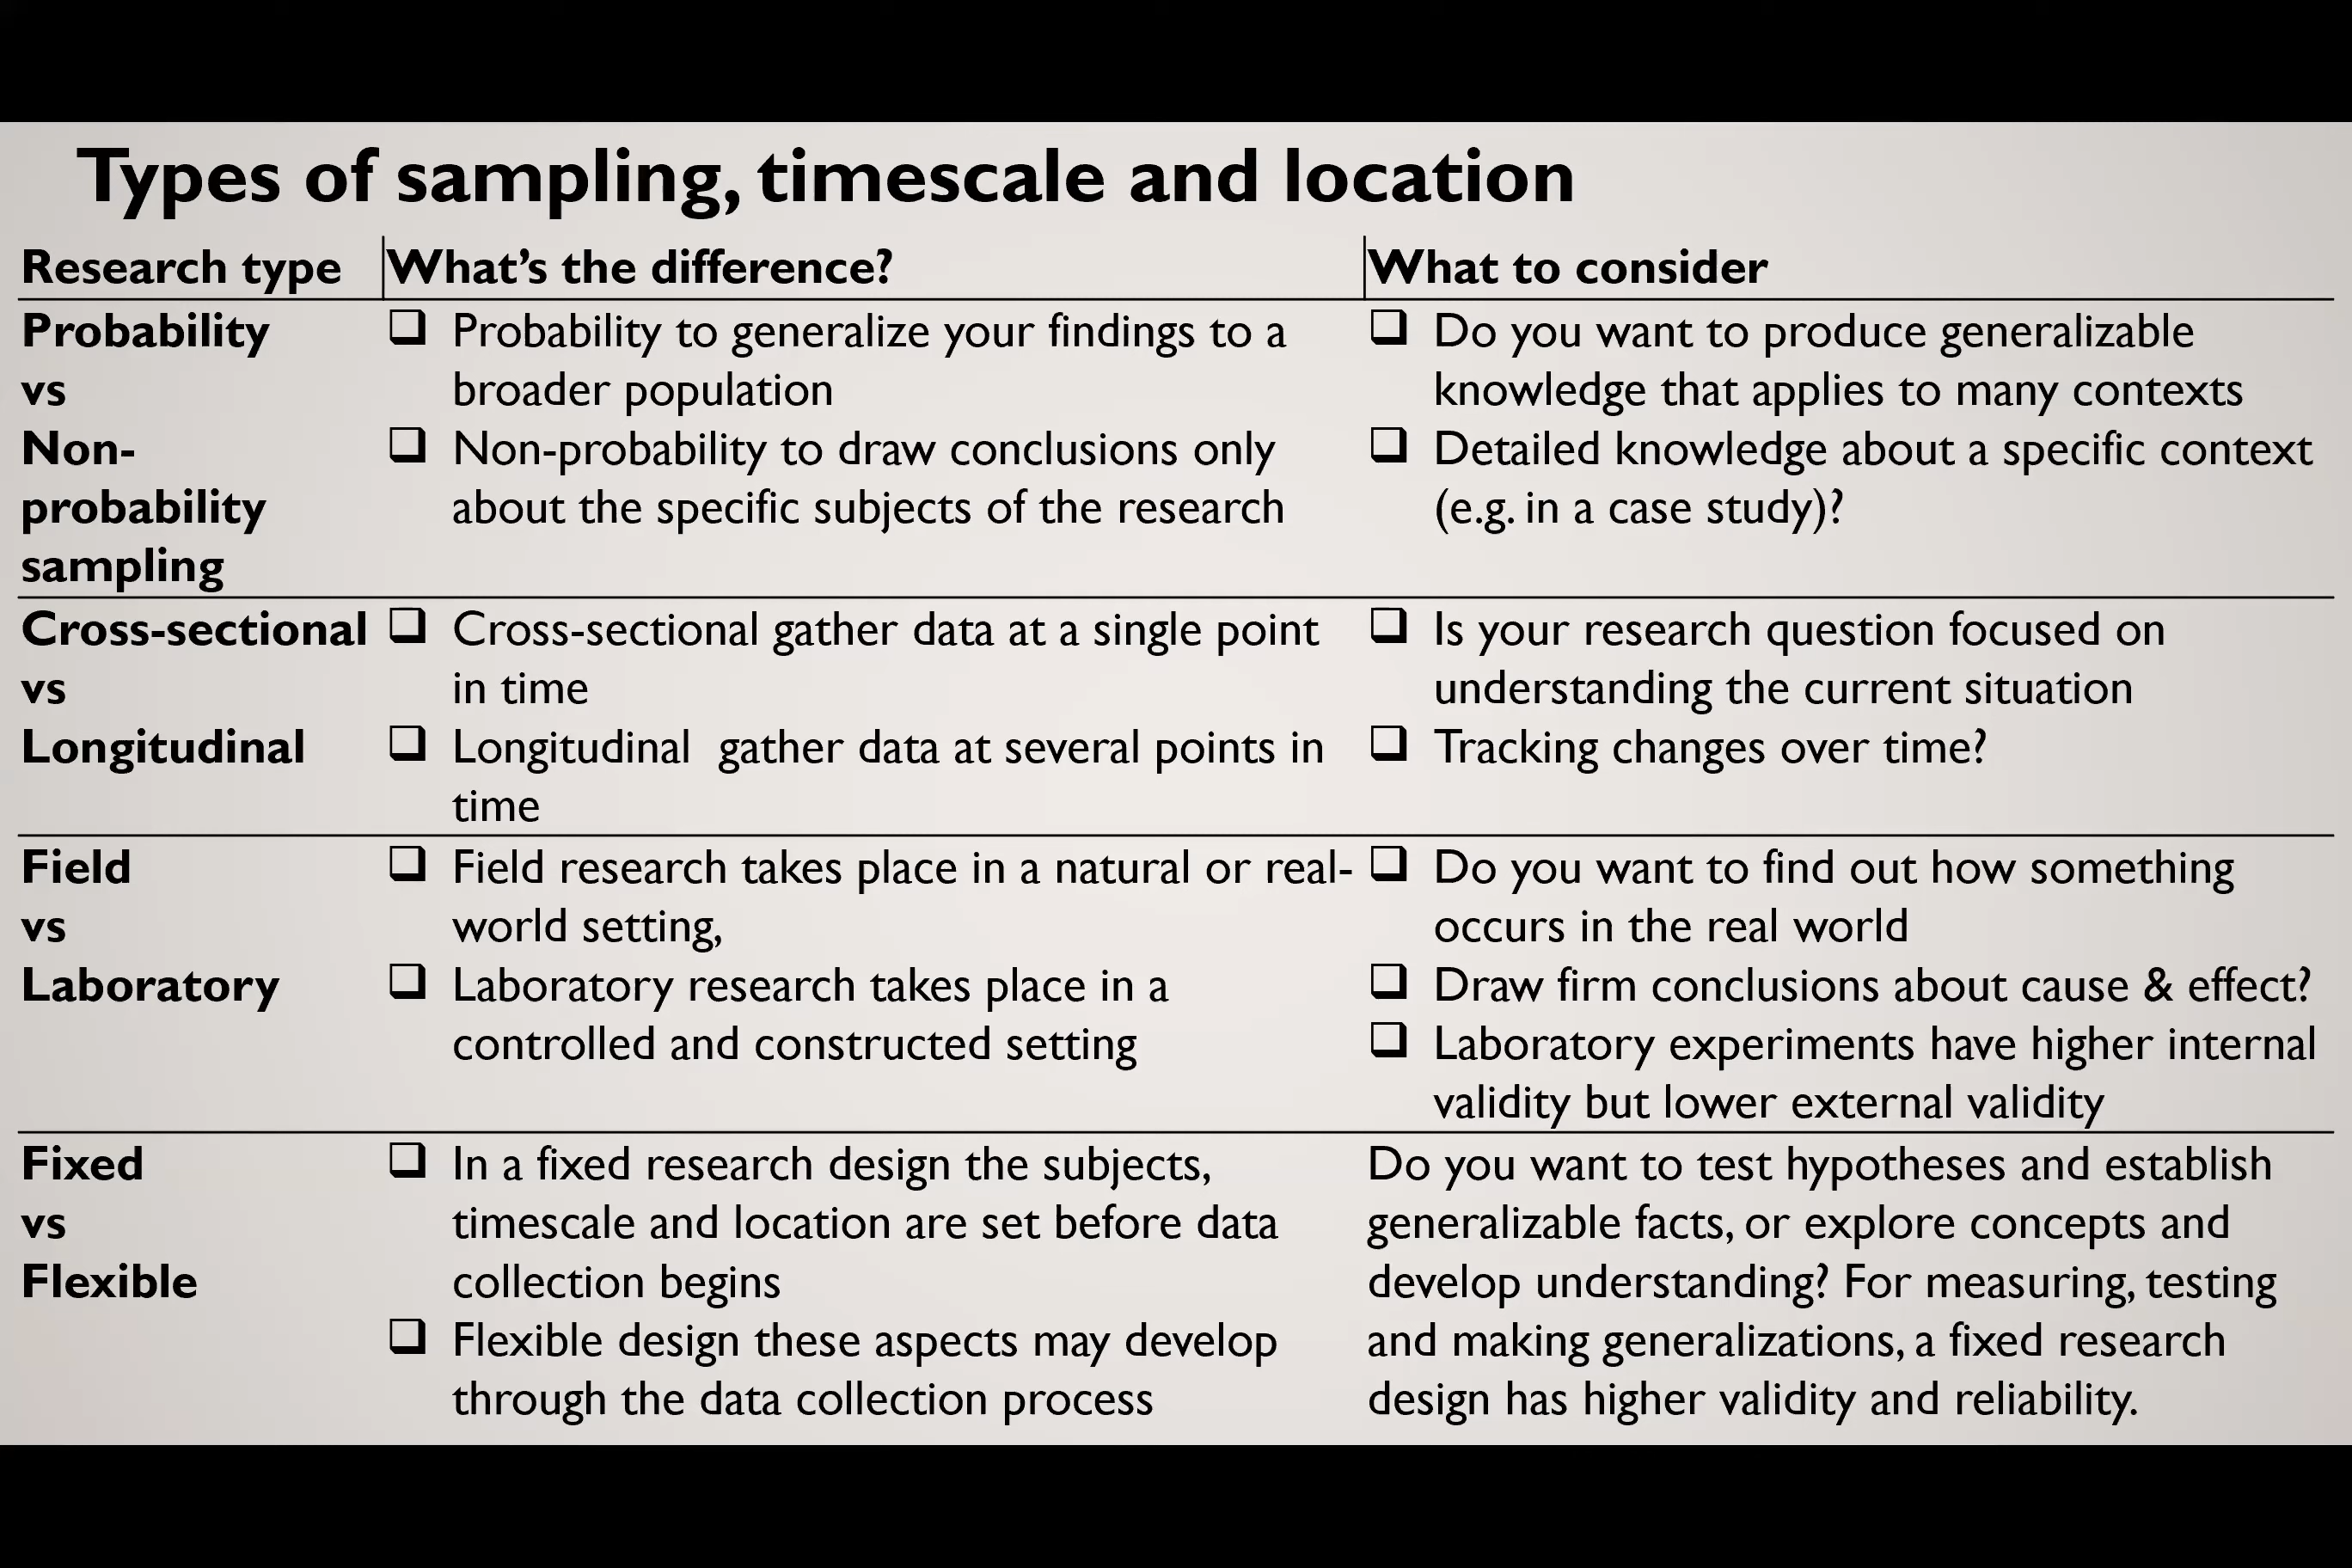 Types of sampling, timescale and location
Research type
What's the difference?
What to consider
Probability
vs
Non-
probability
sampling
❑ Probability to generalize your findings to a
broader population
❑ Non-probability to draw conclusions only
about the specific subjects of the research
❑ Do you want to produce generalizable
knowledge that applies to many contexts
❑ Detailed knowledge about a specific context
(e.g. in a case study)?
Cross-sectional
vs
Longitudinal
❑ Cross-sectional gather data at a single point
in time
❑ Longitudinal  gather data at several points in
time
❑ Is your research question focused on
understanding the current situation
❑ Tracking changes over time?
Field
vs
Laboratory
❑ Field research takes place in a natural or real-
world setting,
❑ Laboratory research takes place in a
controlled and constructed setting
❑ Do you want to find out how something
occurs in the real world
❑ Draw firm conclusions about cause & effect?
❑ Laboratory experiments have higher internal
validity but lower external validity
Fixed
vs
Flexible
❑ In a fixed research design the subjects,
timescale and location are set before data
collection begins
❑ Flexible design these aspects may develop
through the data collection process
Do you want to test hypotheses and establish
generalizable facts, or explore concepts and
develop understanding? For measuring, testing
and making generalizations, a fixed research
design has higher validity and reliability.